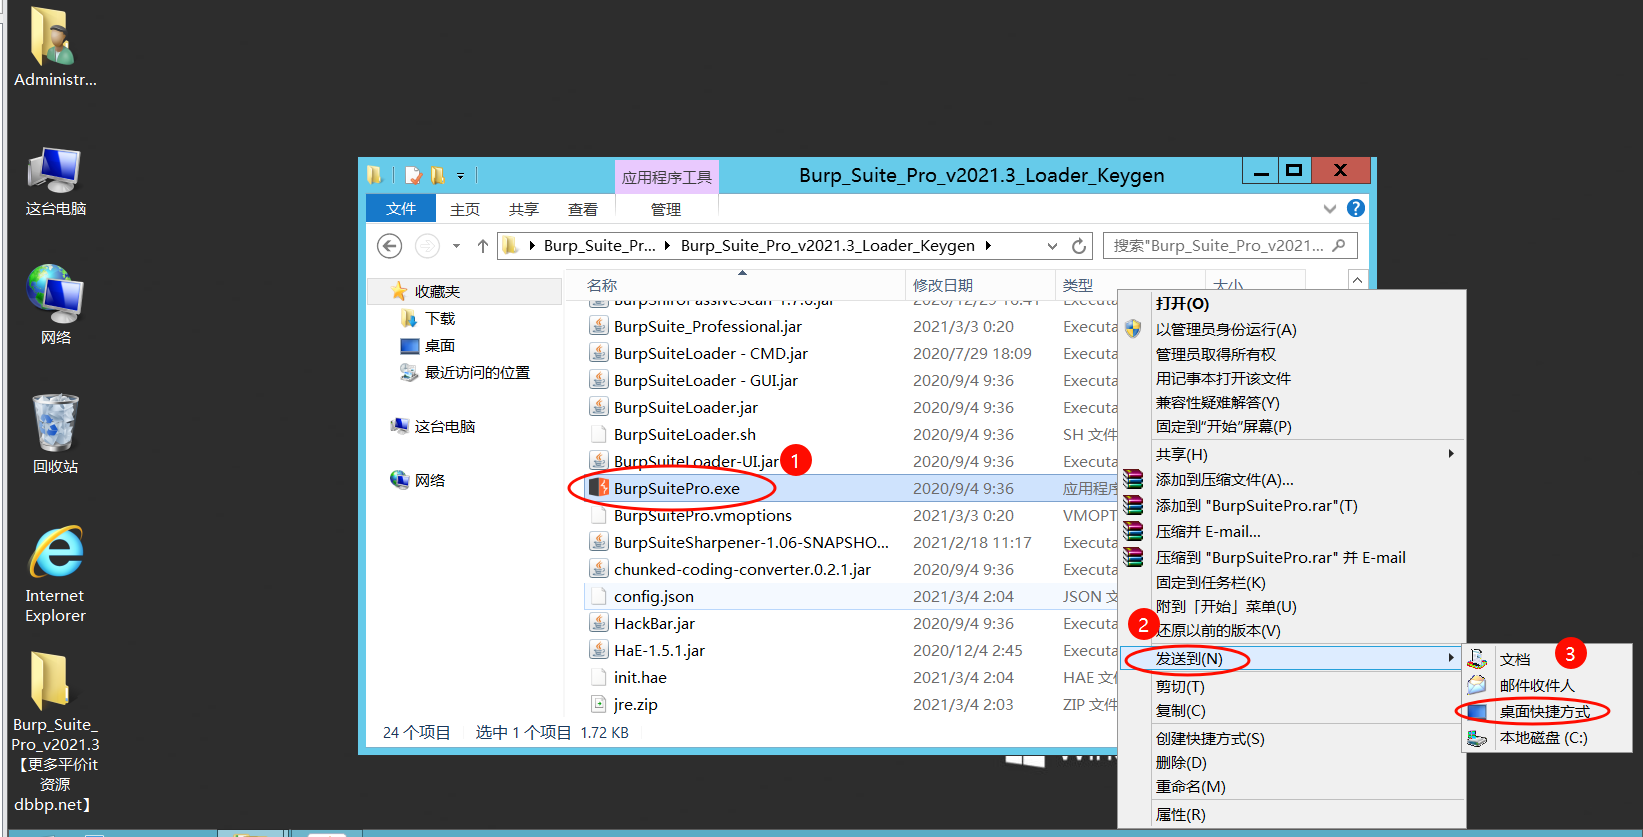 Administr...
这台电脑
网络
回收站
Internet
Explorer
Burp_Suite_
Pro_v2021.3
【更多平价it
资源
dbbp.net】
应用程序工具
Burp_Suite_Pro_v2021.3_Loader_Keygen
文件 主页 共享 查看 管理
Burp_Suite_Pr... Burp_Suite_Pro_v2021.3_Loader_Keygen 搜索"Burp_Suite_Pro_v2021...
收藏夹
下载
桌面
最近访问的位置
这台电脑
网络
名称 修改日期 类型 大小
BurpShiroPassiveScan-1.7.6.jar 2020/12/29 16:41 Executa
BurpSuite_Professional.jar 2021/3/3 0:20 Executa
BurpSuiteLoader - CMD.jar 2020/7/29 18:09 Executa
BurpSuiteLoader - GUI.jar 2020/9/4 9:36 Executa
BurpSuiteLoader.jar 2020/9/4 9:36 Executa
BurpSuiteLoader.sh 2020/9/4 9:36 SH 文件
BurpSuiteLoader-UI.jar 2020/9/4 9:36 Executa
1
BurpSuitePro.exe 2020/9/4 9:36 应用程序
BurpSuitePro.vmoptions 2021/3/3 0:20 VMOPT
BurpSuiteSharpener-1.06-SNAPSHO... 2021/2/18 11:17 Executa
chunked-coding-converter.0.2.1.jar 2020/9/4 9:36 Executa
config.json 2021/3/4 2:04 JSON 文
HackBar.jar 2020/9/4 9:36 Executa
HaE-1.5.1.jar 2020/12/4 2:45 Executa
init.hae 2021/3/4 2:04 HAE 文件
jre.zip 2021/3/4 2:03 ZIP 文件
24 个项目 选中 1 个项目 1.72 KB
打开(O)
以管理员身份运行(A)
管理员取得所有权
用记事本打开该文件
兼容性疑难解答(Y)
固定到"开始"屏幕(P)
共享(H)
添加到压缩文件(A)...
添加到 "BurpSuitePro.rar"(T)
压缩并 E-mail...
压缩到 "BurpSuitePro.rar" 并 E-mail
固定到任务栏(K)
附到「开始」菜单(U)
2
还原以前的版本(V)
发送到(N)
剪切(T)
复制(C)
创建快捷方式(S)
删除(D)
重命名(M)
属性(R)
3
文档
邮件收件人
桌面快捷方式
本地磁盘 (C:)